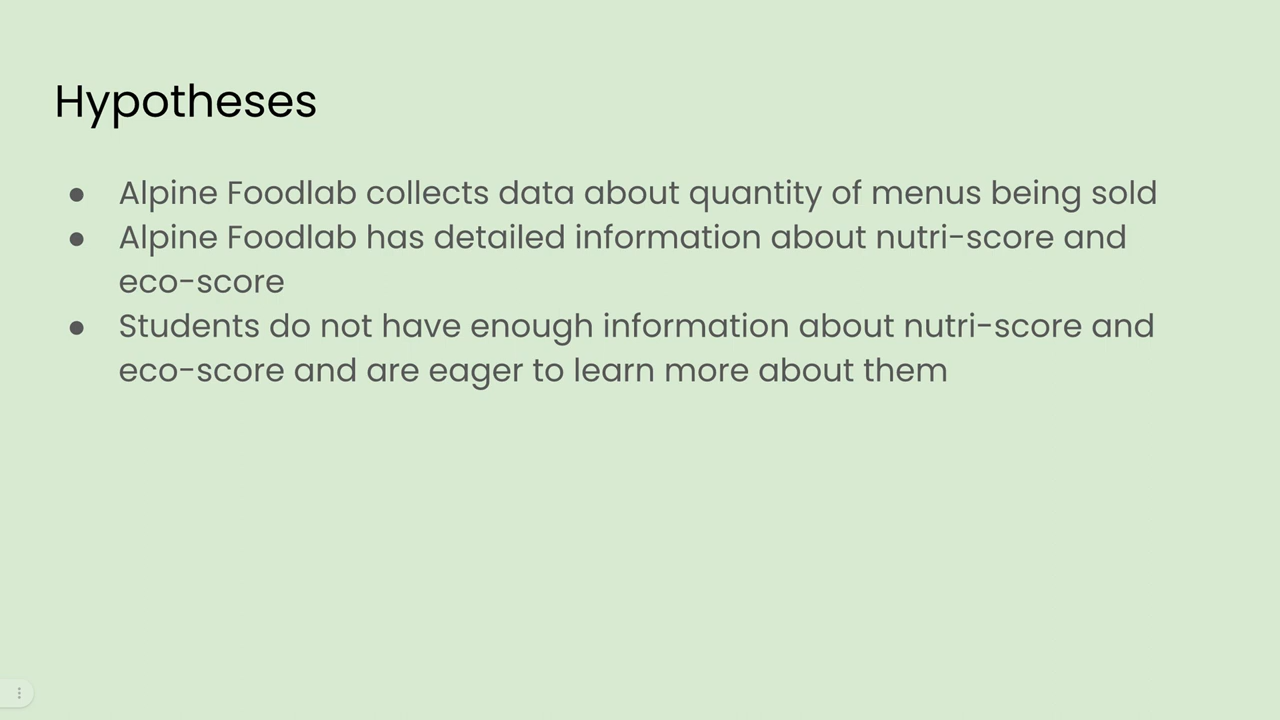 Hypotheses
● Alpine Foodlab collects data about quantity of menus being sold
● Alpine Foodlab has detailed information about nutri-score and
eco-score
● Students do not have enough information about nutri-score and
eco-score and are eager to learn more about them